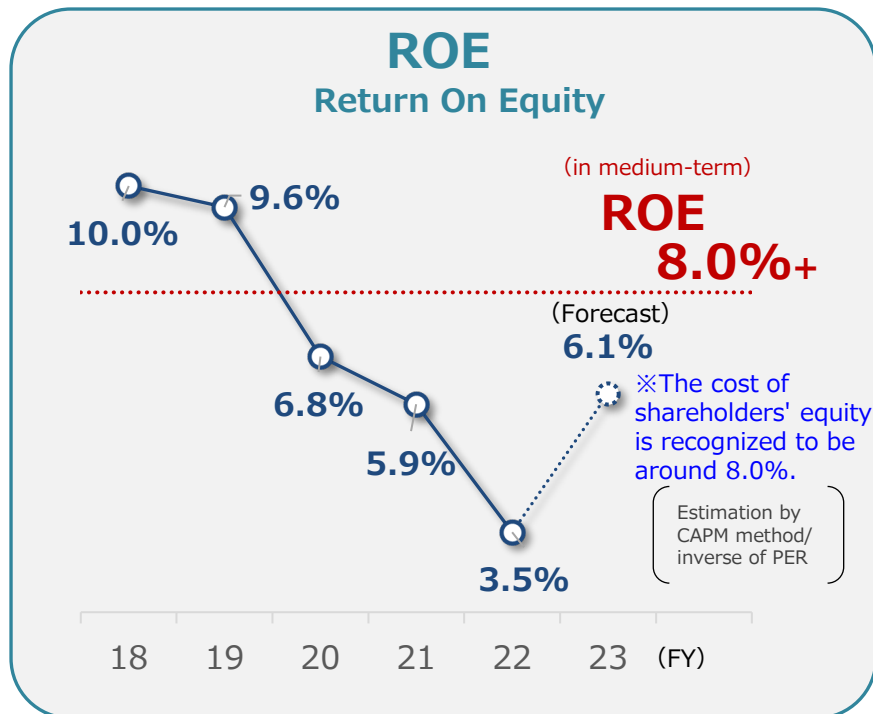 ROE
Return On Equity
(in medium-term)
ROE
8.0%+
10.0%
9.6%
6.8%
5.9%
3.5%
(Forecast)
6.1%
※The cost of
shareholders' equity
is recognized to be
around 8.0%.
Estimation by
CAPM method/
inverse of PER
18 19 20 21 22 23 (FY)